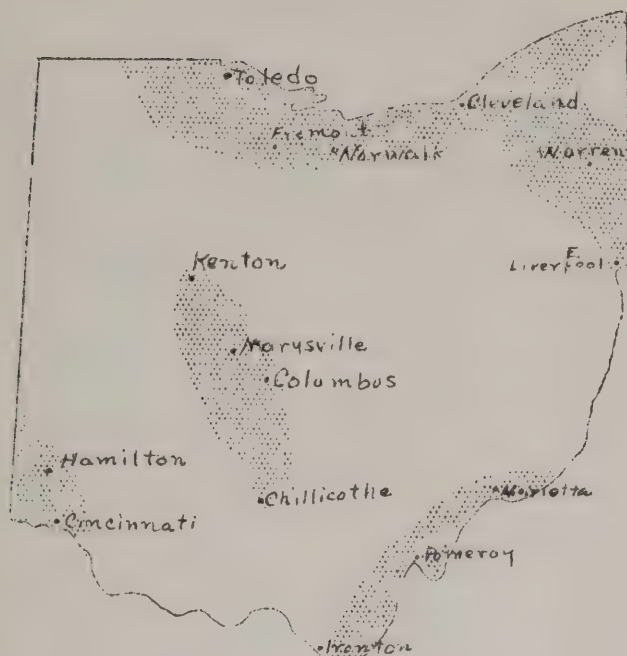 Toledo
Cleveland
Fremont
Norwalk
Warren
E.
Liverpool
Kenton
Marysville
Columbus
Hamilton
Chillicothe
Marietta
Cincinnati
Pomeroy
Ironton